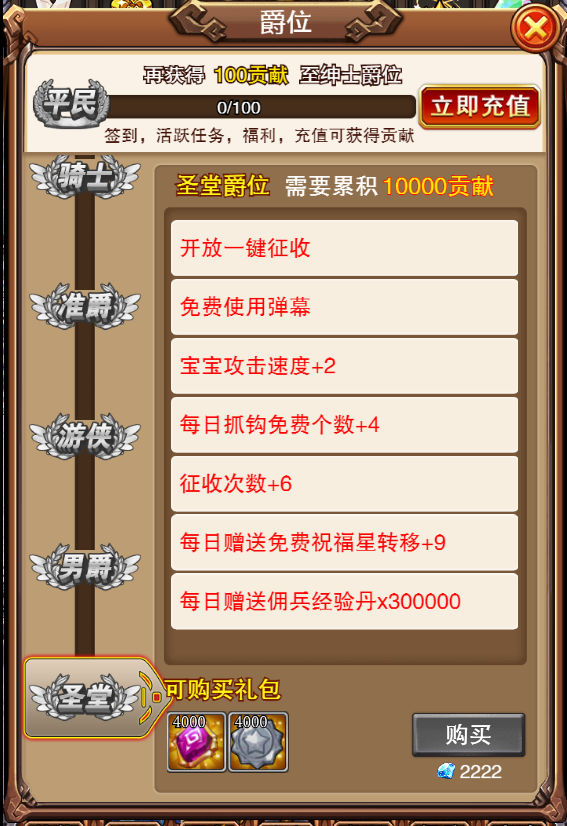 爵位
再获得 100贡献 至绅士爵位
平民
0/100
立即充值
签到，活跃任务，福利，充值可获得贡献
骑士
准爵
游侠
男爵
圣堂
圣堂爵位 需要累积10000贡献
开放一键征收
免费使用弹幕
宝宝攻击速度+2
每日抓钩免费个数+4
征收次数+6
每日赠送免费祝福星转移+9
每日赠送佣兵经验丹x300000
可购买礼包
4000
4000
购买
2222